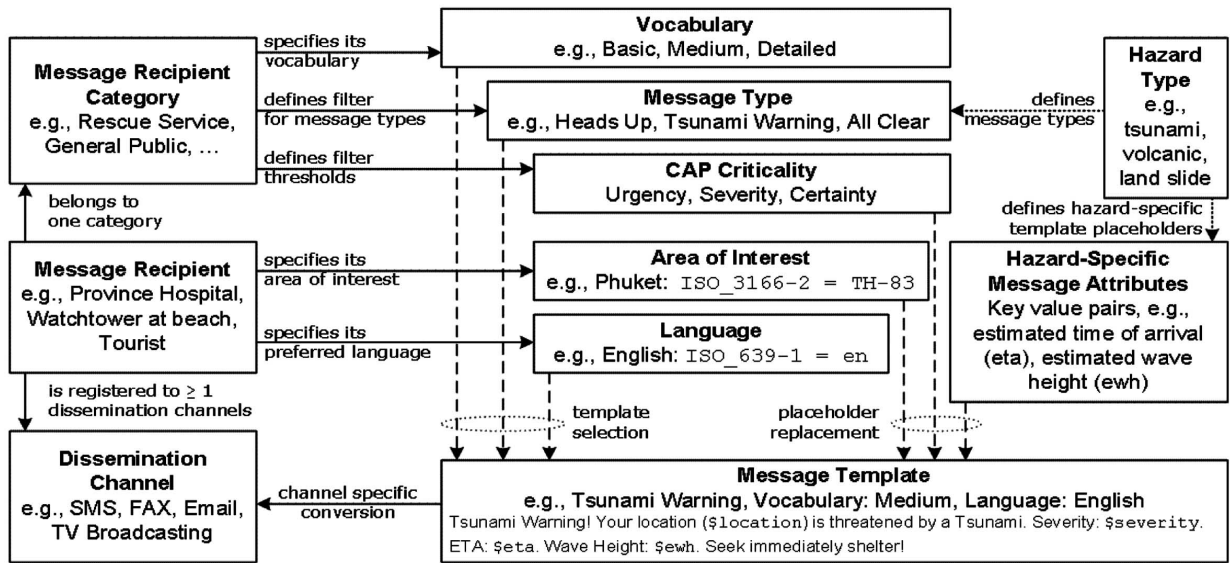 Vocabulary
e.g., Basic, Medium, Detailed
specifies its
vocabulary
Message Recipient
Category
e.g., Rescue Service,
General Public, …
defines filter
for message types
Message Type
e.g., Heads Up, Tsunami Warning, All Clear
defines
message types
Hazard
Type
e.g.,
tsunami,
volcanic,
land slide
defines filter
thresholds
CAP Criticality
Urgency, Severity, Certainty
belongs to
one category
defines hazard-specific
template placeholders
Message Recipient
e.g., Province Hospital,
Watchtower at beach,
Tourist
specifies its
area of interest
Area of Interest
e.g., Phuket: ISO_3166-2 = TH-83
Hazard-Specific
Message Attributes
Key value pairs, e.g.,
estimated time of arrival
(eta), estimated wave
height (ewh)
specifies its
preferred language
Language
e.g., English: ISO_639-1 = en
is registered to ≥ 1
dissemination channels
template
selection
placeholder
replacement
Dissemination
Channel
e.g., SMS, FAX, Email,
TV Broadcasting
channel specific
conversion
Message Template
e.g., Tsunami Warning, Vocabulary: Medium, Language: English
Tsunami Warning! Your location ($location) is threatened by a Tsunami. Severity: $severity.
ETA: $eta. Wave Height: $ewh. Seek immediately shelter!